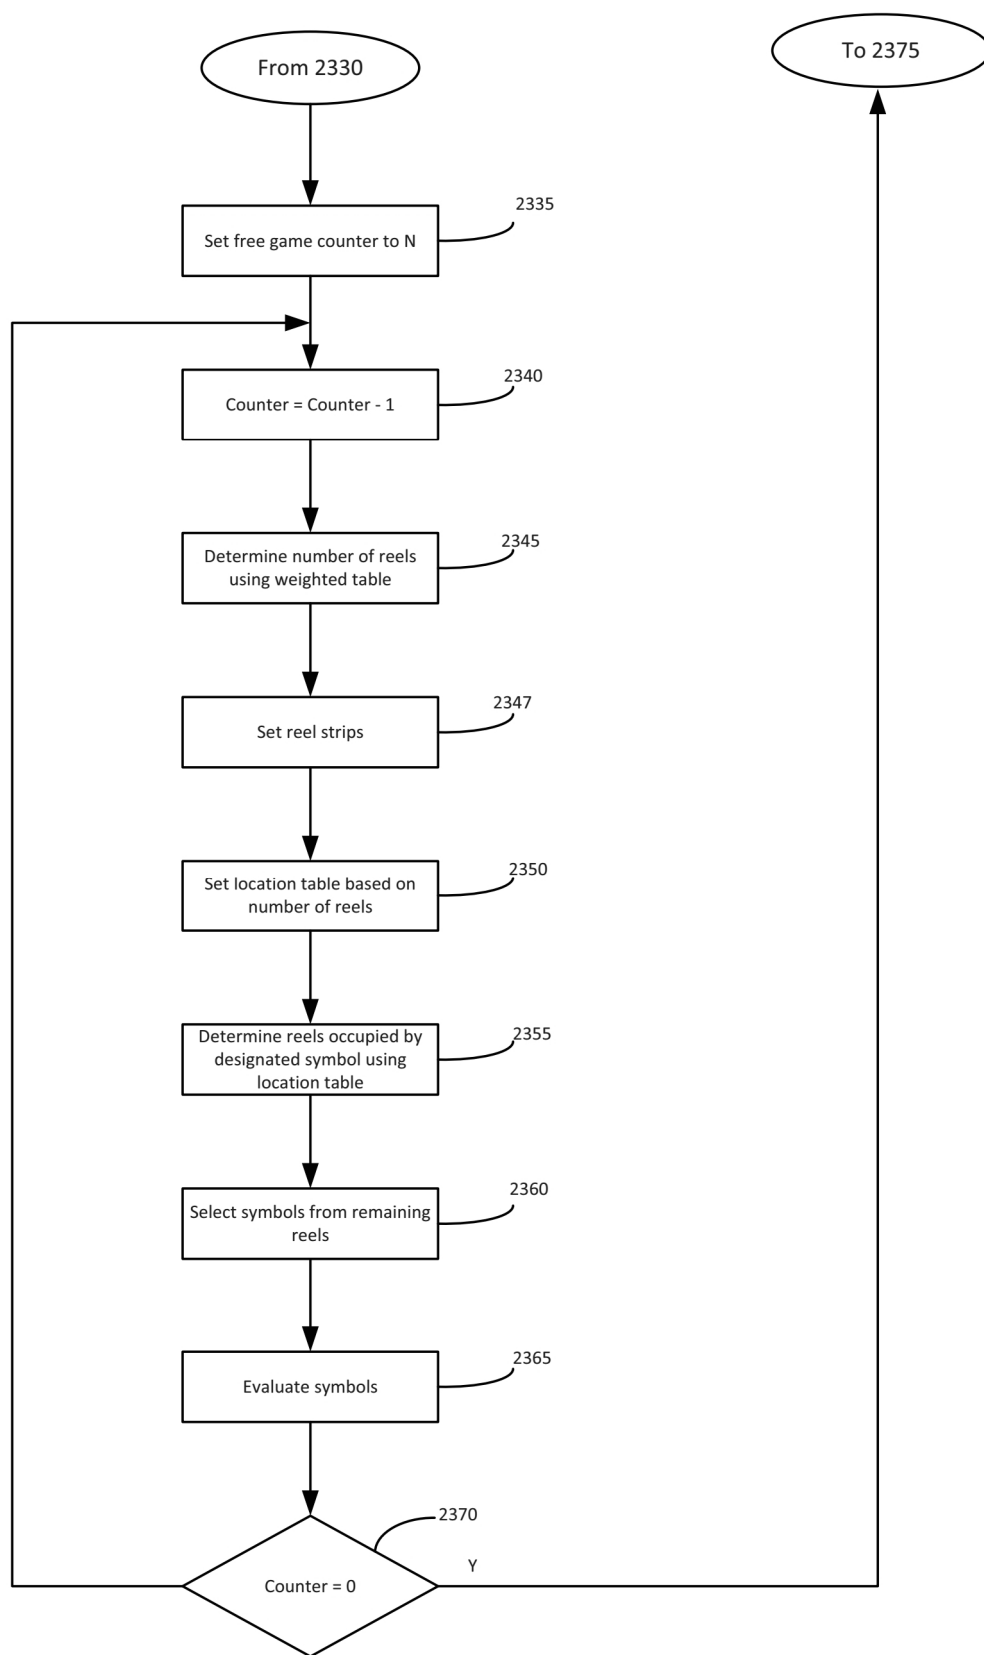 From 2330
To 2375
2335
Set free game counter to N
2340
Counter = Counter - 1
2345
Determine number of reels
using weighted table
2347
Set reel strips
2350
Set location table based on
number of reels
2355
Determine reels occupied by
designated symbol using
location table
2360
Select symbols from remaining
reels
2365
Evaluate symbols
2370
Y
Counter = 0